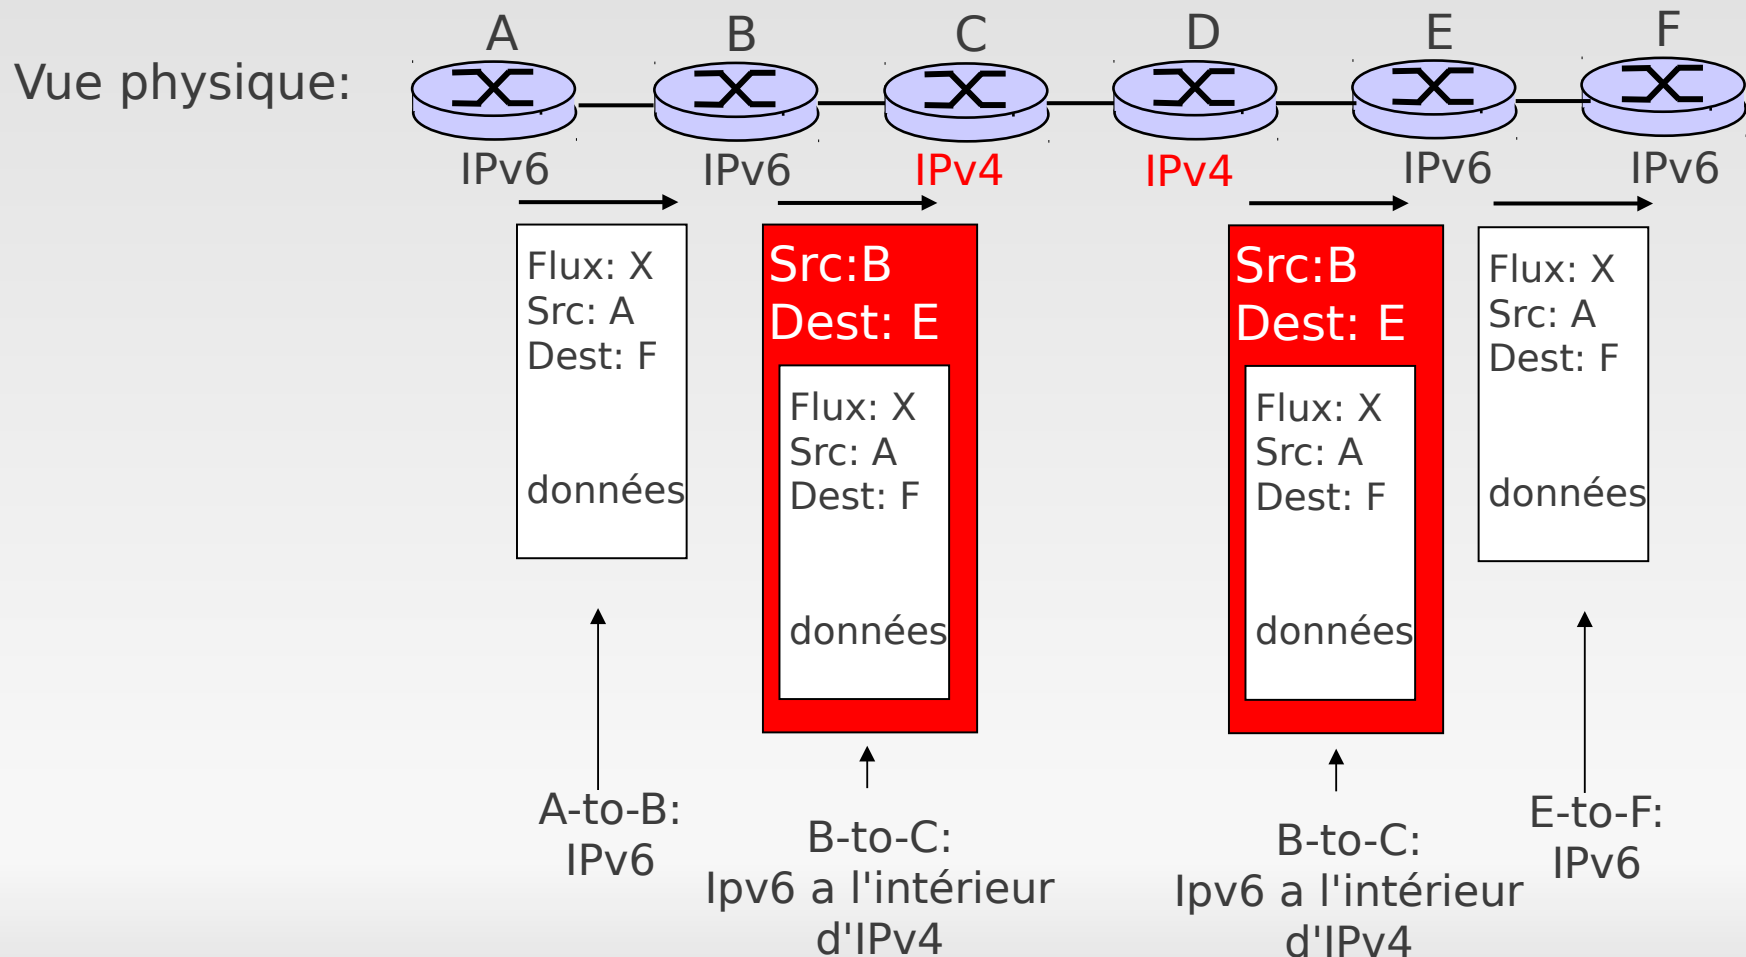 A
B
C
D
E
F
Vue physique:
IPv6
IPv6
IPv4
IPv4
IPv6
IPv6
Flux: X
Src: A
Dest: F
données
Src:B
Dest: E
Flux: X
Src: A
Dest: F
données
Src:B
Dest: E
Flux: X
Src: A
Dest: F
données
Flux: X
Src: A
Dest: F
données
A-to-B:
IPv6
B-to-C:
Ipv6 a l'intérieur
d'IPv4
B-to-C:
Ipv6 a l'intérieur
d'IPv4
E-to-F:
IPv6